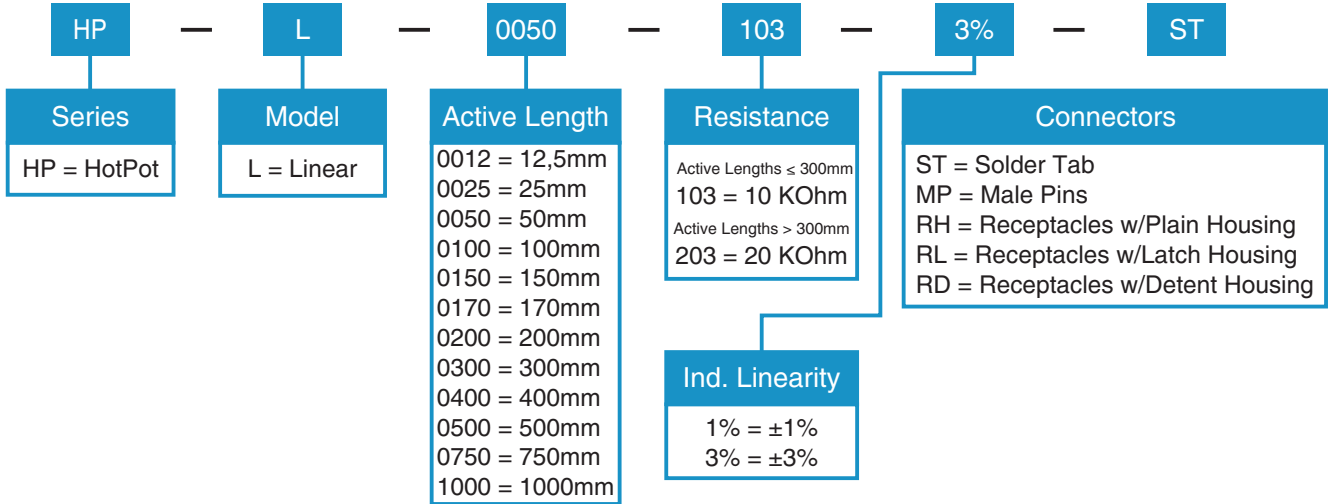 HP — L — 0050 — 103 — 3% — ST
Series
HP = HotPot
Model
L = Linear
Active Length
0012 = 12,5mm
0025 = 25mm
0050 = 50mm
0100 = 100mm
0150 = 150mm
0170 = 170mm
0200 = 200mm
0300 = 300mm
0400 = 400mm
0500 = 500mm
0750 = 750mm
1000 = 1000mm
Resistance
Active Lengths ≤ 300mm
103 = 10 KOhm
Active Lengths > 300mm
203 = 20 KOhm
Ind. Linearity
1% = ±1%
3% = ±3%
Connectors
ST = Solder Tab
MP = Male Pins
RH = Receptacles w/Plain Housing
RL = Receptacles w/Latch Housing
RD = Receptacles w/Detent Housing